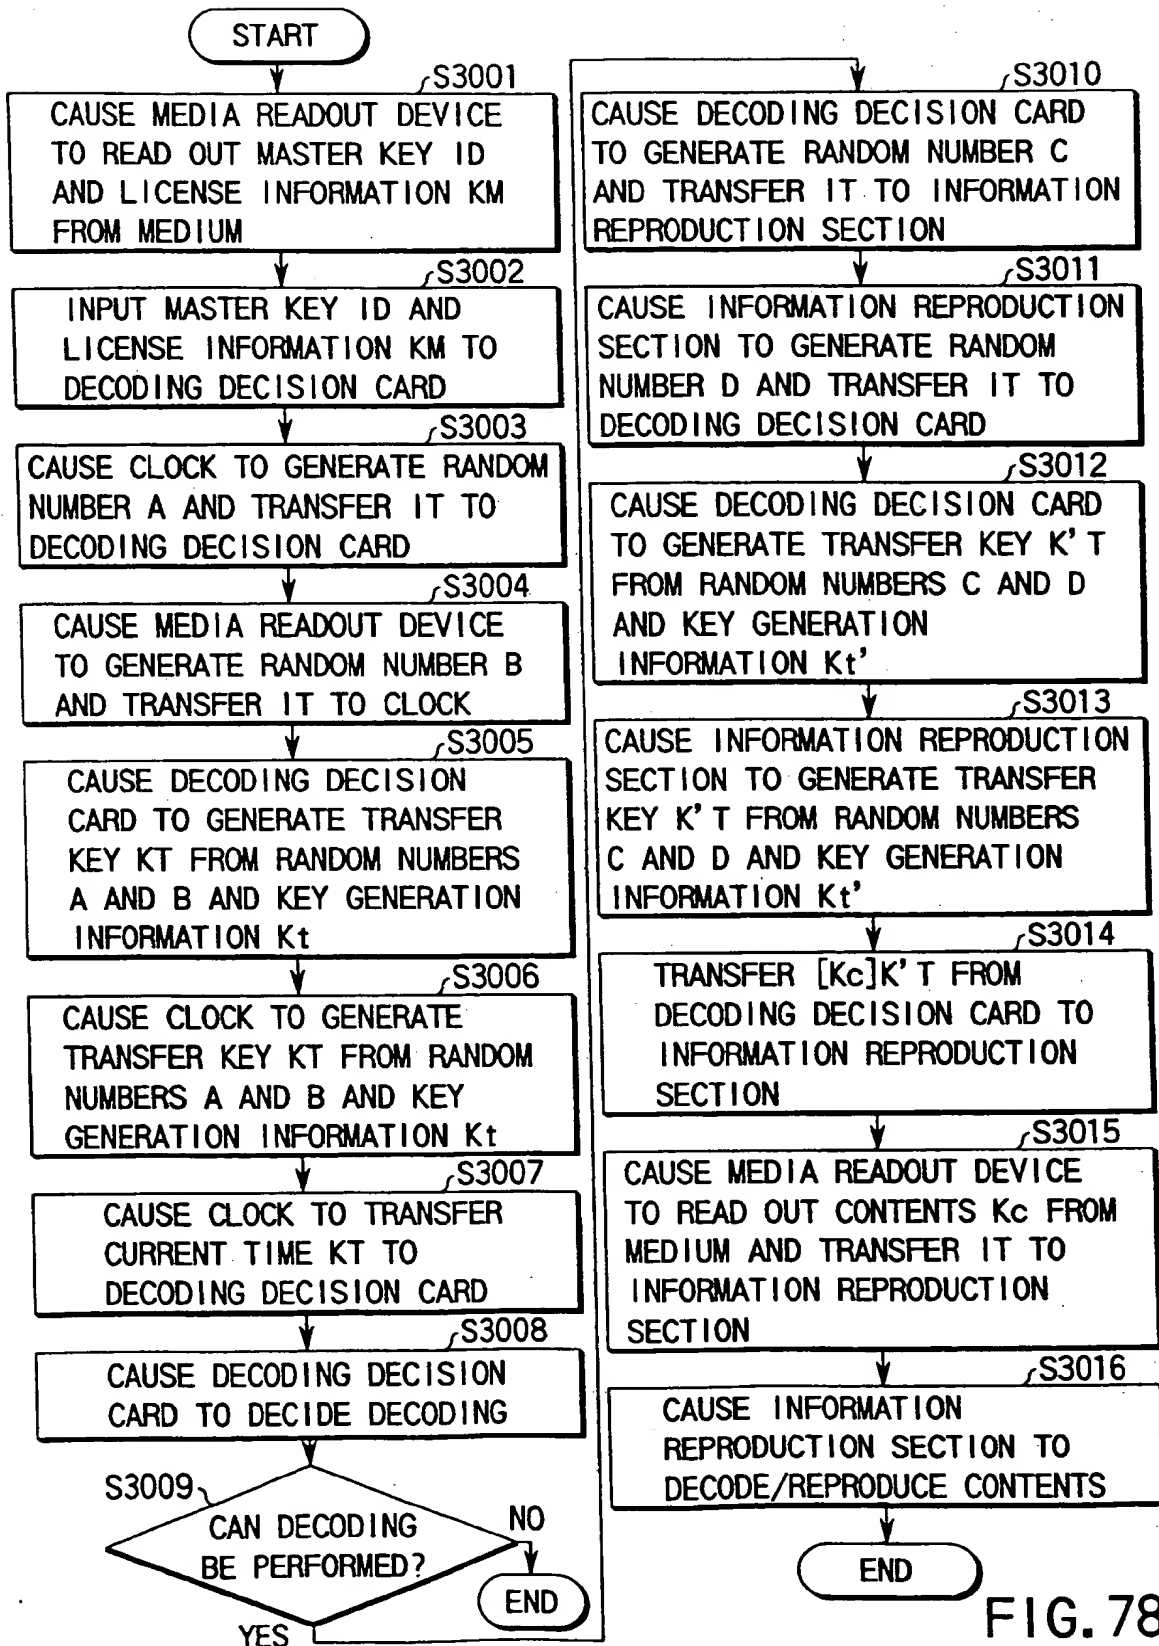 START
S3001
CAUSE MEDIA READOUT DEVICE
TO READ OUT MASTER KEY ID
AND LICENSE INFORMATION KM
FROM MEDIUM
S3002
INPUT MASTER KEY ID AND
LICENSE INFORMATION KM TO
DECODING DECISION CARD
S3003
CAUSE CLOCK TO GENERATE RANDOM
NUMBER A AND TRANSFER IT TO
DECODING DECISION CARD
S3004
CAUSE MEDIA READOUT DEVICE
TO GENERATE RANDOM NUMBER B
AND TRANSFER IT TO CLOCK
S3005
CAUSE DECODING DECISION
CARD TO GENERATE TRANSFER
KEY KT FROM RANDOM NUMBERS
A AND B AND KEY GENERATION
INFORMATION Kt
S3006
CAUSE CLOCK TO GENERATE
TRANSFER KEY KT FROM RANDOM
NUMBERS A AND B AND KEY
GENERATION INFORMATION Kt
S3007
CAUSE CLOCK TO TRANSFER
CURRENT TIME KT TO
DECODING DECISION CARD
S3008
CAUSE DECODING DECISION
CARD TO DECIDE DECODING
S3009
CAN DECODING
BE PERFORMED?
NO
END
YES
S3010
CAUSE DECODING DECISION CARD
TO GENERATE RANDOM NUMBER C
AND TRANSFER IT TO INFORMATION
REPRODUCTION SECTION
S3011
CAUSE INFORMATION REPRODUCTION
SECTION TO GENERATE RANDOM
NUMBER D AND TRANSFER IT TO
DECODING DECISION CARD
S3012
CAUSE DECODING DECISION CARD
TO GENERATE TRANSFER KEY K'T
FROM RANDOM NUMBERS C AND D
AND KEY GENERATION
INFORMATION Kt'
S3013
CAUSE INFORMATION REPRODUCTION
SECTION TO GENERATE TRANSFER
KEY K'T FROM RANDOM NUMBERS
C AND D AND KEY GENERATION
INFORMATION Kt'
S3014
TRANSFER [Kc]K'T FROM
DECODING DECISION CARD TO
INFORMATION REPRODUCTION
SECTION
S3015
CAUSE MEDIA READOUT DEVICE
TO READ OUT CONTENTS Kc FROM
MEDIUM AND TRANSFER IT TO
INFORMATION REPRODUCTION
SECTION
S3016
CAUSE INFORMATION
REPRODUCTION SECTION TO
DECODE/REPRODUCE CONTENTS
END
FIG. 78